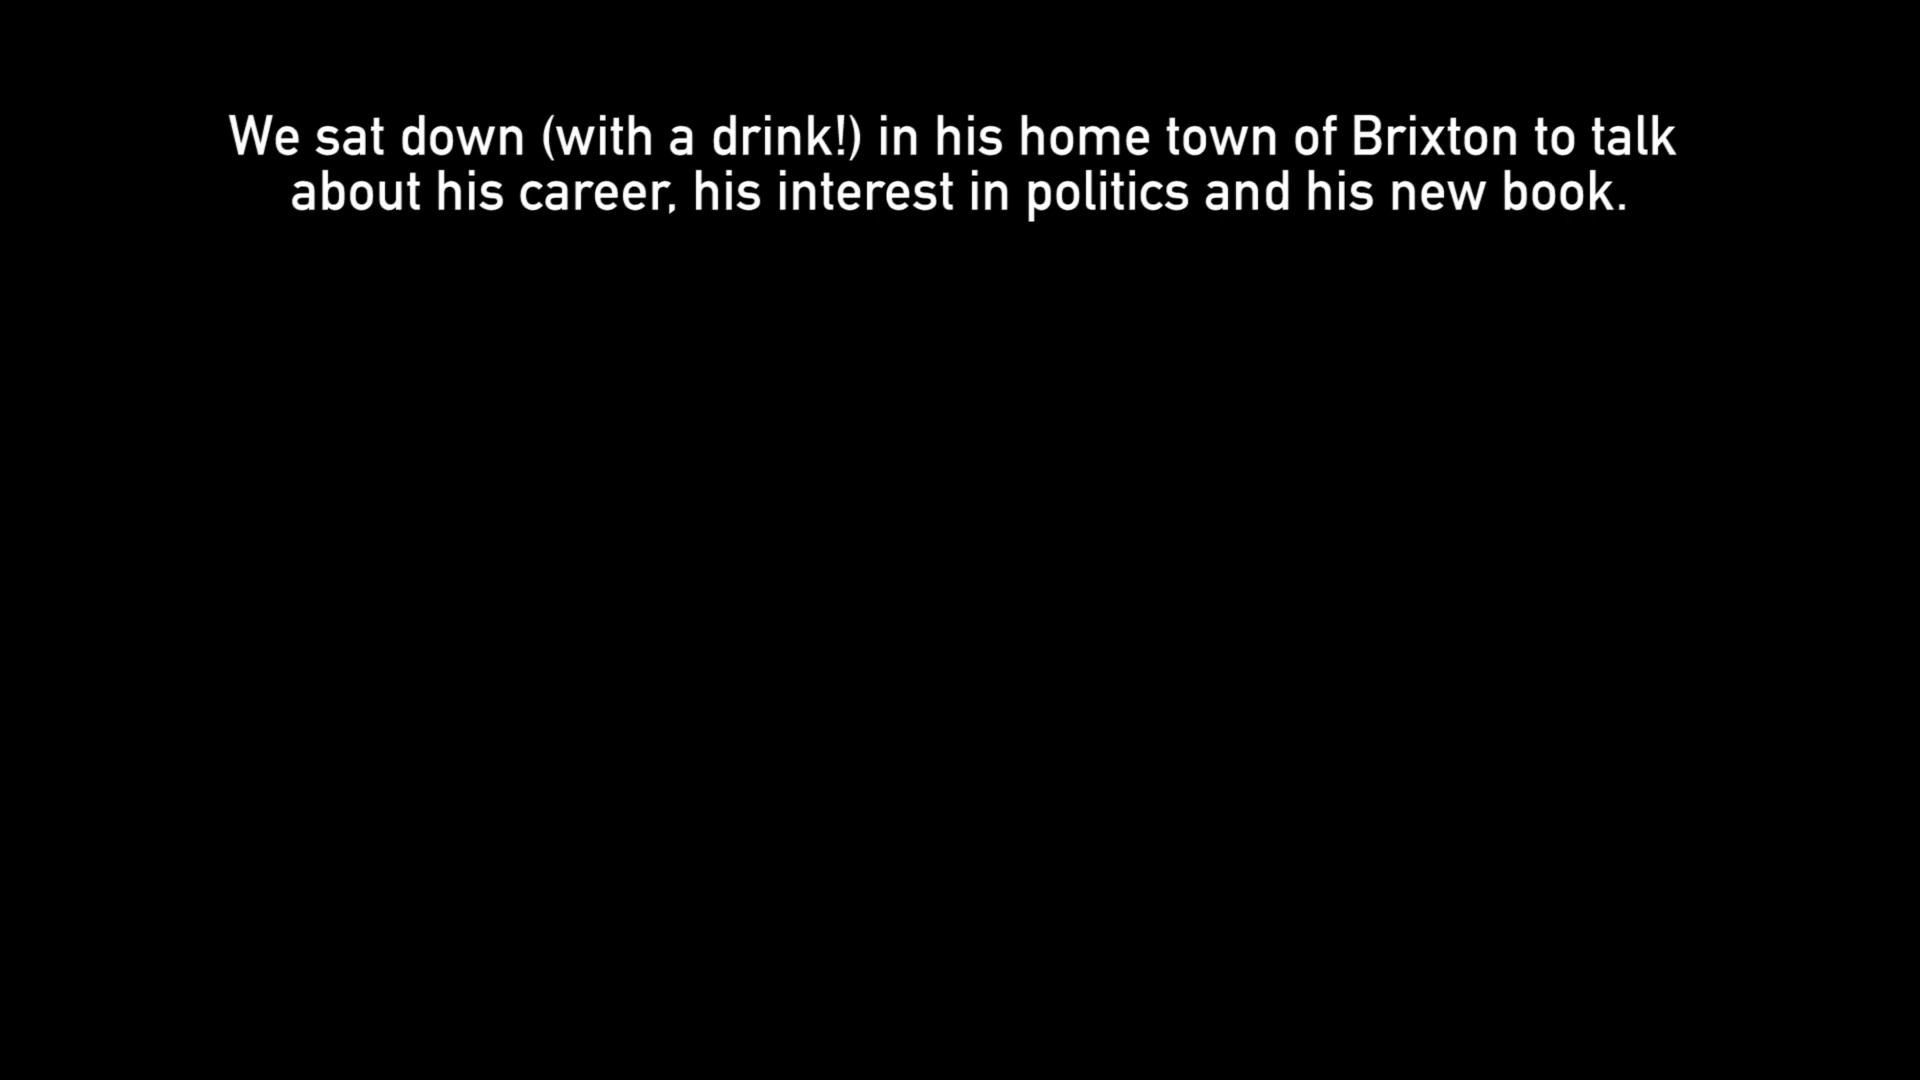 We sat down (with a drink!) in his home town of Brixton to talk
about his career, his interest in politics and his new book.